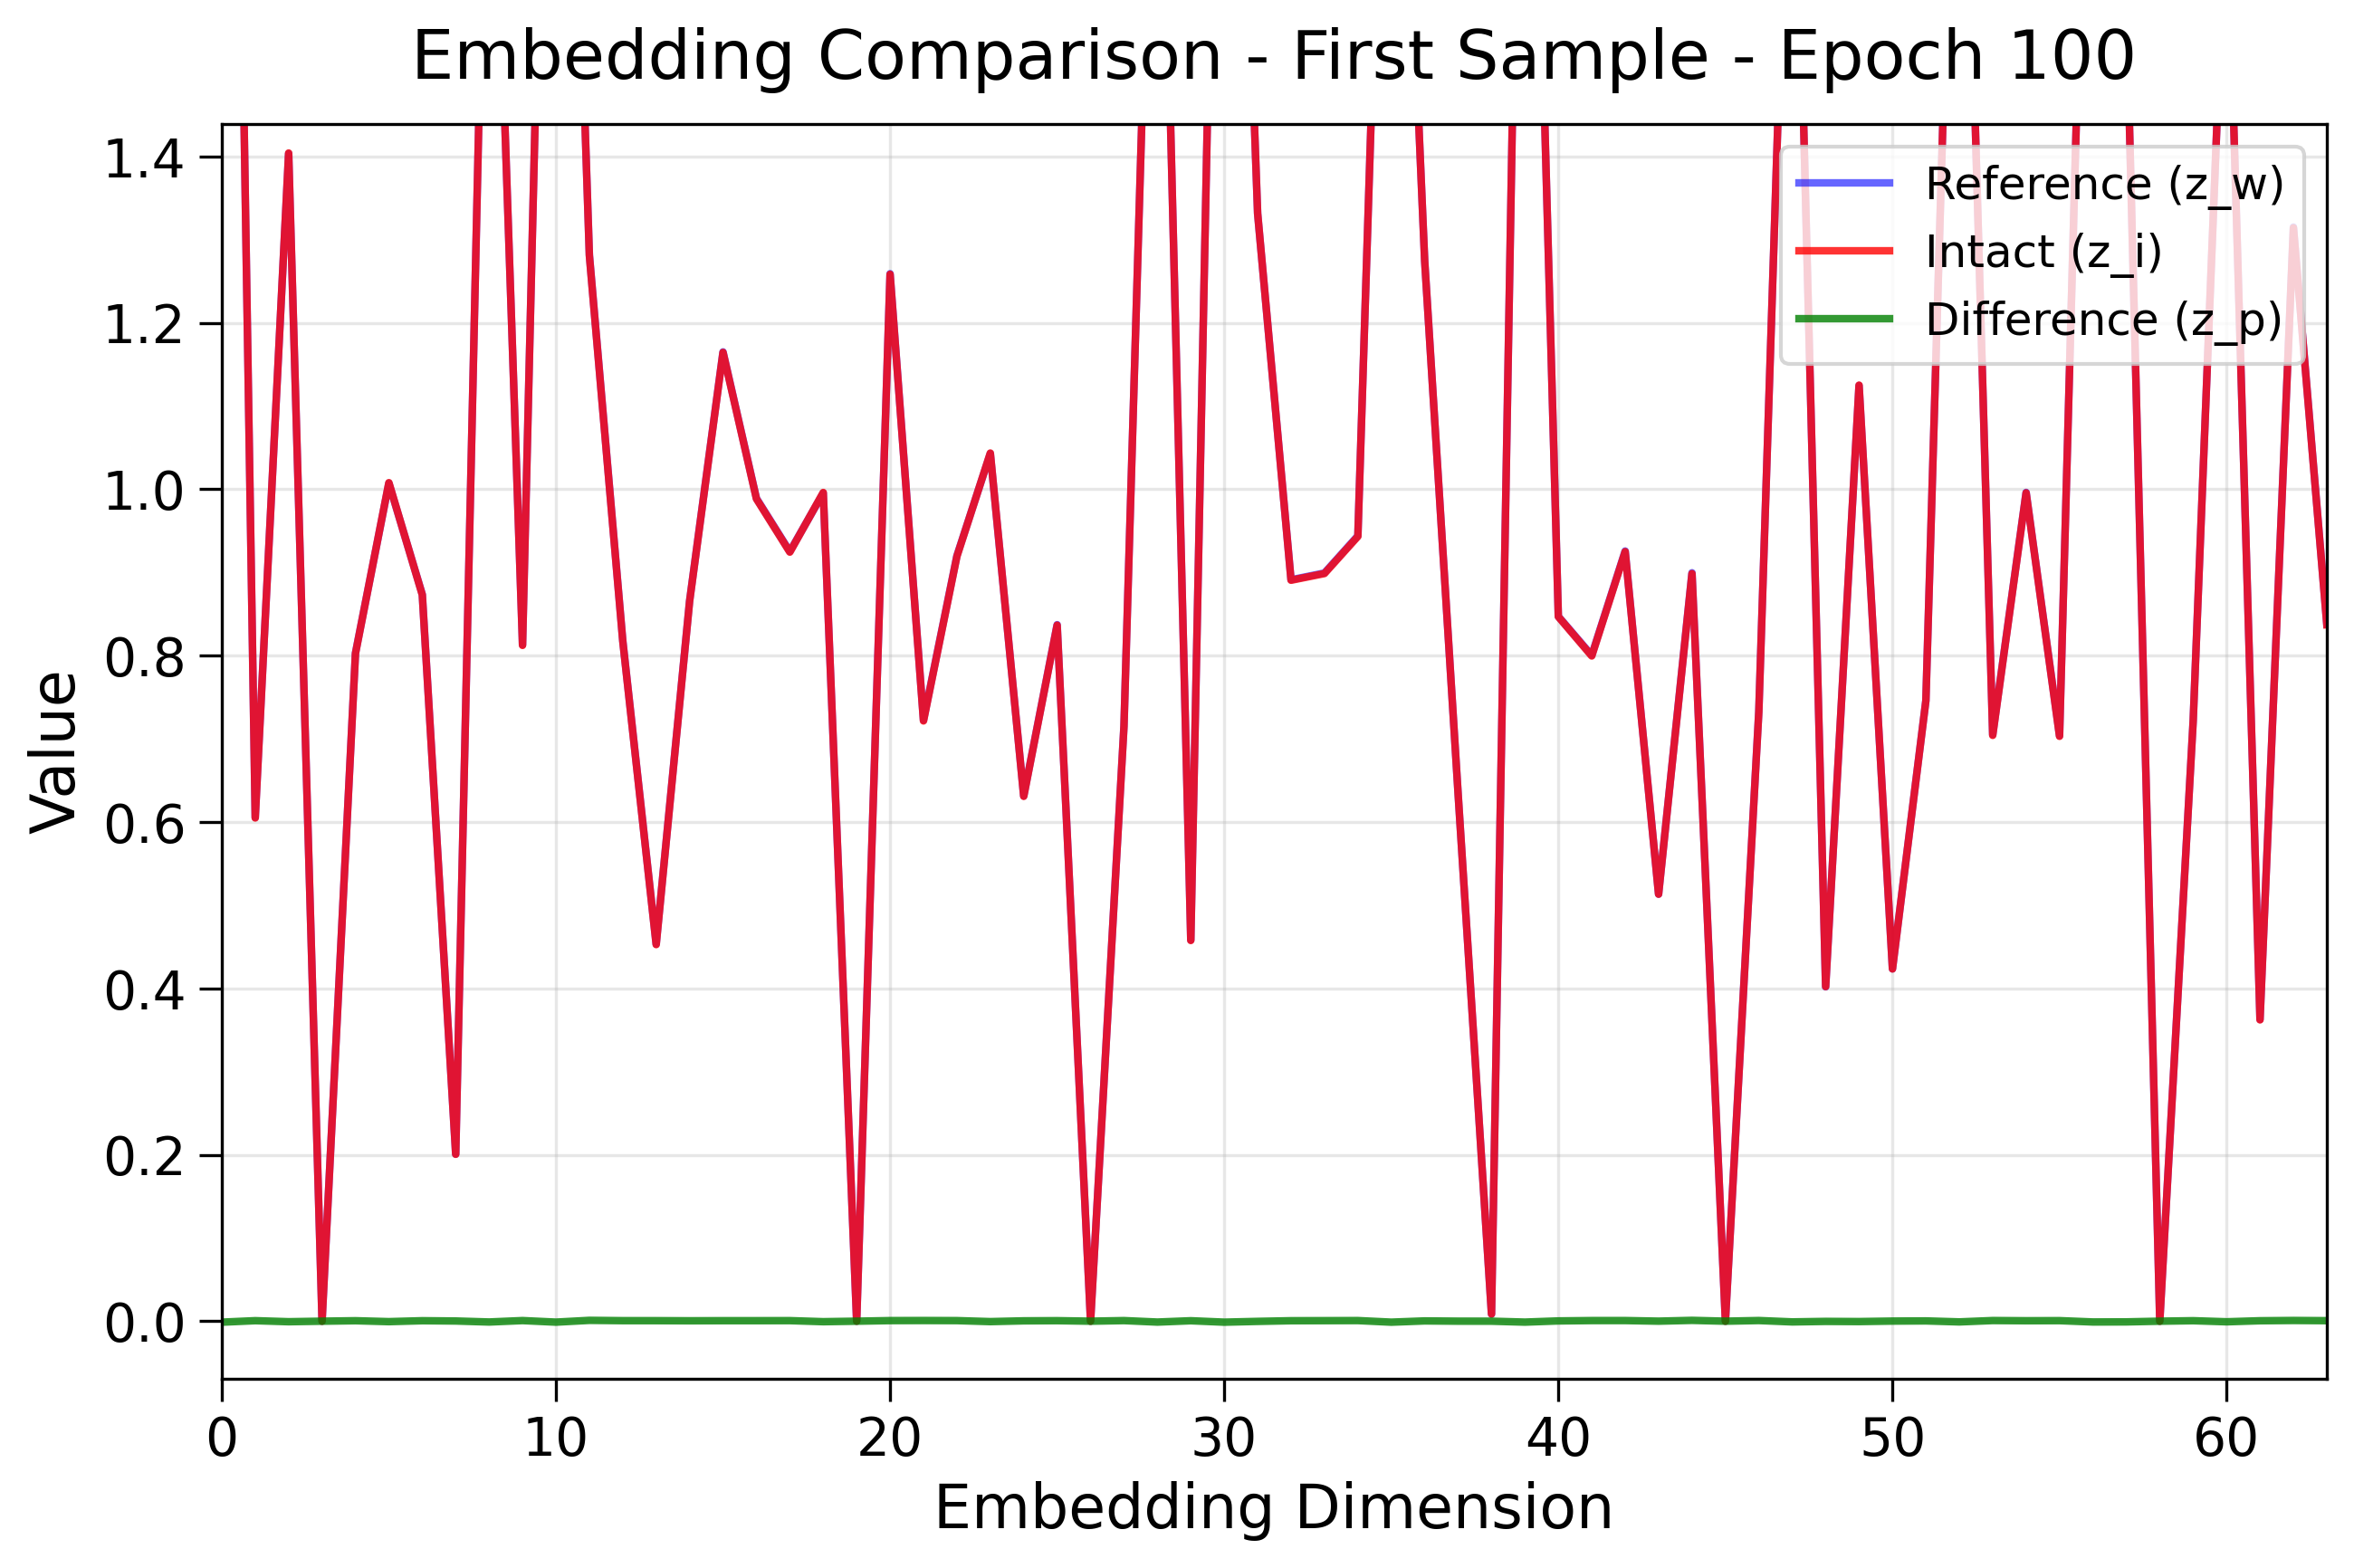 Embedding Comparison - First Sample - Epoch 100
1.4
1.2
1.0
0.8
0.6
0.4
0.2
0.0
Value
Reference (z_w)
Intact (z_i)
Difference (z_p)
0 10 20 30 40 50 60
Embedding Dimension